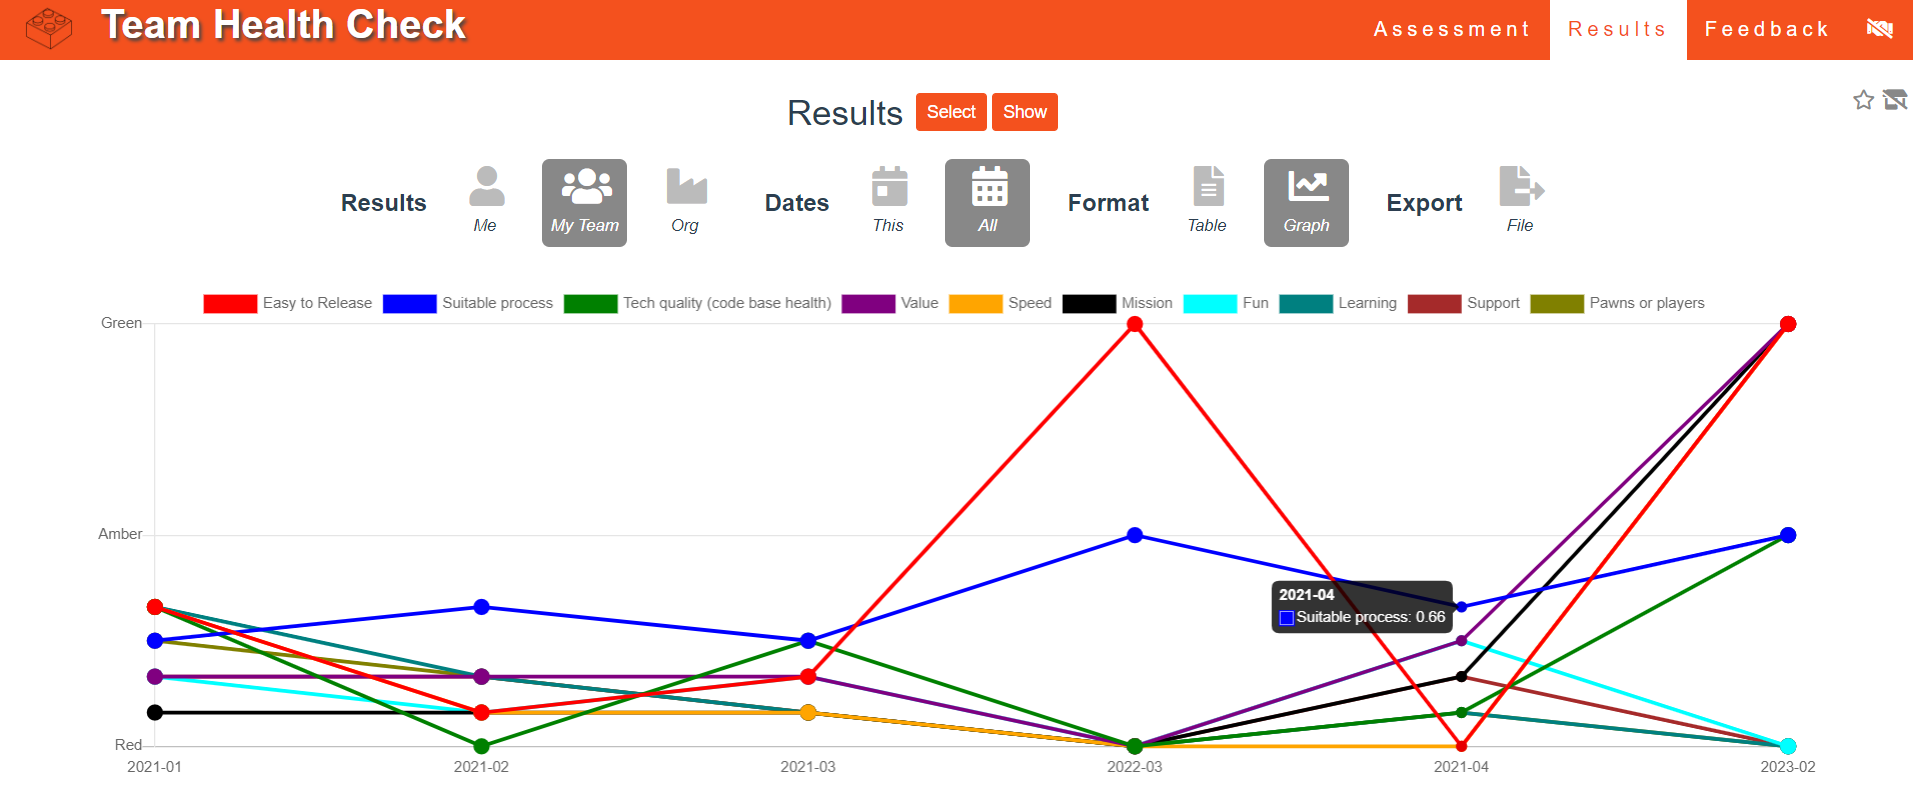 Team Health Check
Assessment Results Feedback
Results Select Show
Results Me My Team Org Dates This All Format Table Graph Export File
Easy to Release Suitable process Tech quality (code base health) Value Speed Mission Fun Learning Support Pawns or players
Green
Amber
2021-04
Suitable process: 0.66
Red
2021-01 2021-02 2021-03 2022-03 2021-04 2023-02